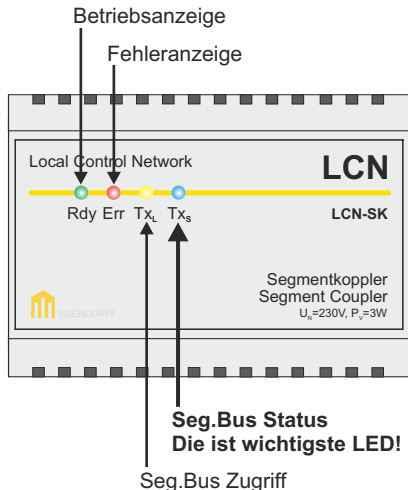 Betriebsanzeige
Fehleranzeige
Local Control Network
LCN
Rdy Err TxL TxS
LCN-SK
ISSENDORFF
Segmentkoppler
Segment Coupler
UN=230V, PV=3W
Seg.Bus Status
Die ist wichtigste LED!
Seg.Bus Zugriff